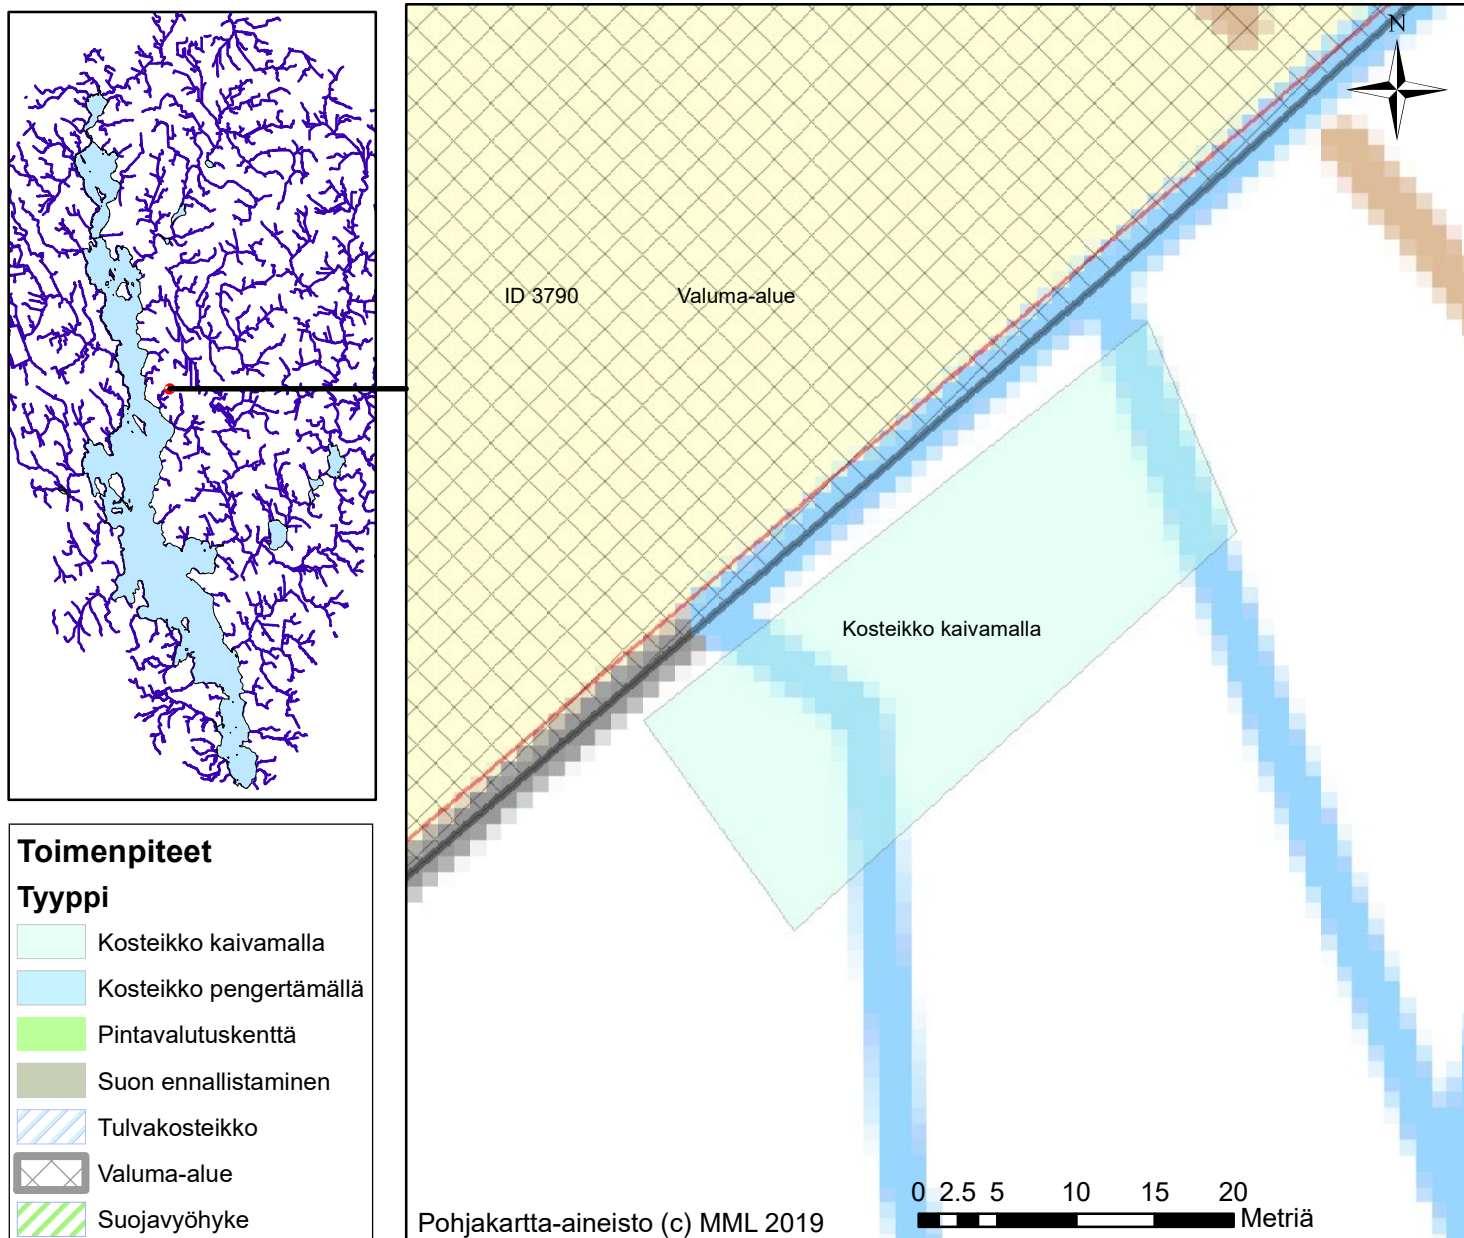 N
ID 3790
Valuma-alue
Kosteikko kaivamalla
Toimenpiteet
Tyyppi
Kosteikko kaivamalla
Kosteikko pengertämällä
Pintavalutuskenttä
Suon ennallistaminen
Tulvakosteikko
Valuma-alue
Suojavyöhyke
0 2.5 5 10 15 20
Metriä
Pohjakartta-aineisto (c) MML 2019